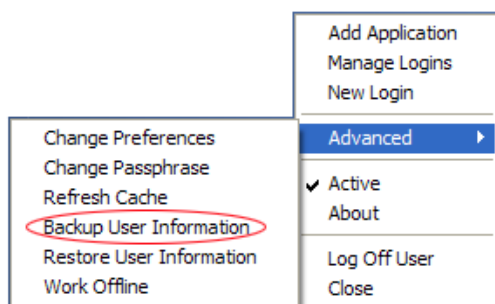 Add Application
Manage Logins
New Login
Advanced
Active
About
Log Off User
Close
Change Preferences
Change Passphrase
Refresh Cache
Backup User Information
Restore User Information
Work Offline